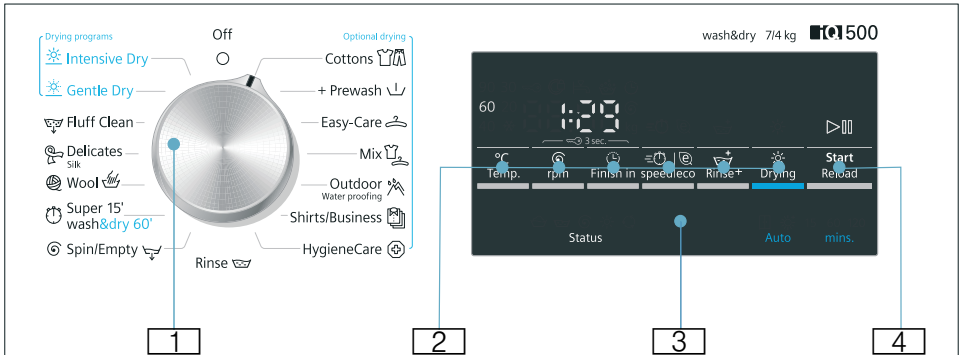 Off
wash&dry 7/4 kg iQ 500
Drying programs
Optional drying
Intensive Dry
Gentle Dry
Fluff Clean
Delicates
Silk
Wool
Super 15'
wash&dry 60'
Spin/Empty
Rinse
Cottons
+ Prewash
Easy-Care
Mix
Outdoor
Water proofing
Shirts/Business
HygieneCare
60
1:29
3 sec.
°C
Temp.
rpm
Finish in
speed|eco
Rinse+
Drying
Start
Reload
Status
Auto
mins.
1
2
3
4